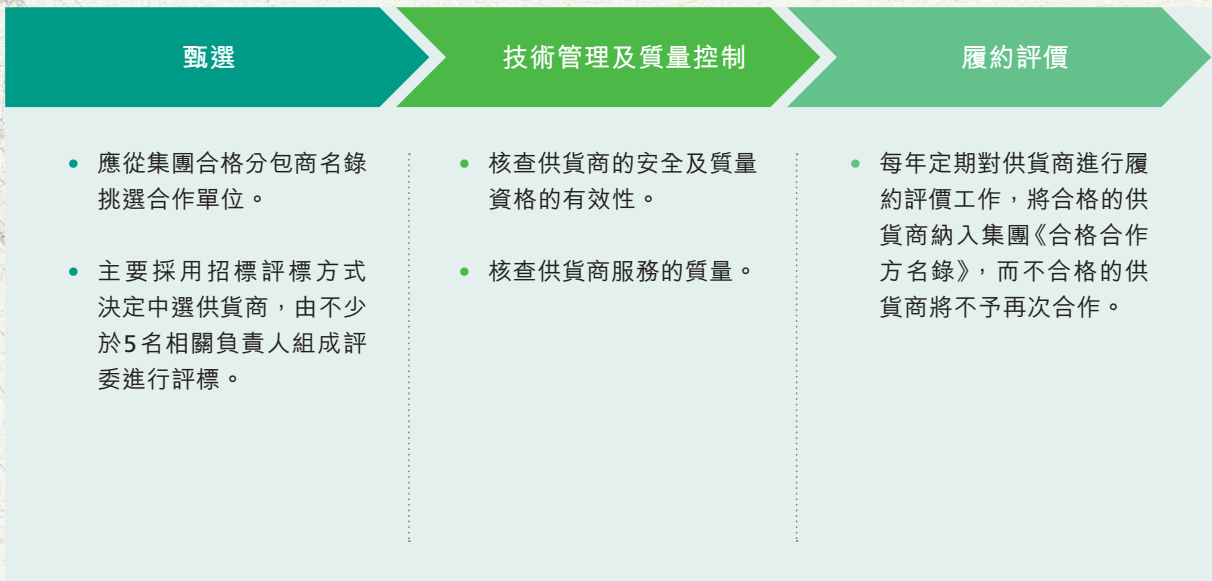 甄選
技術管理及質量控制
履約評價
• 應從集團合格分包商名錄
挑選合作單位。
• 主要採用招標評標方式
決定中選供貨商，由不少
於5名相關負責人組成評
委進行評標。
• 核查供貨商的安全及質量
資格的有效性。
• 核查供貨商服務的質量。
• 每年定期對供貨商進行履
約評價工作，將合格的供
貨商納入集團《合格合作
方名錄》，而不合格的供
貨商將不予再次合作。